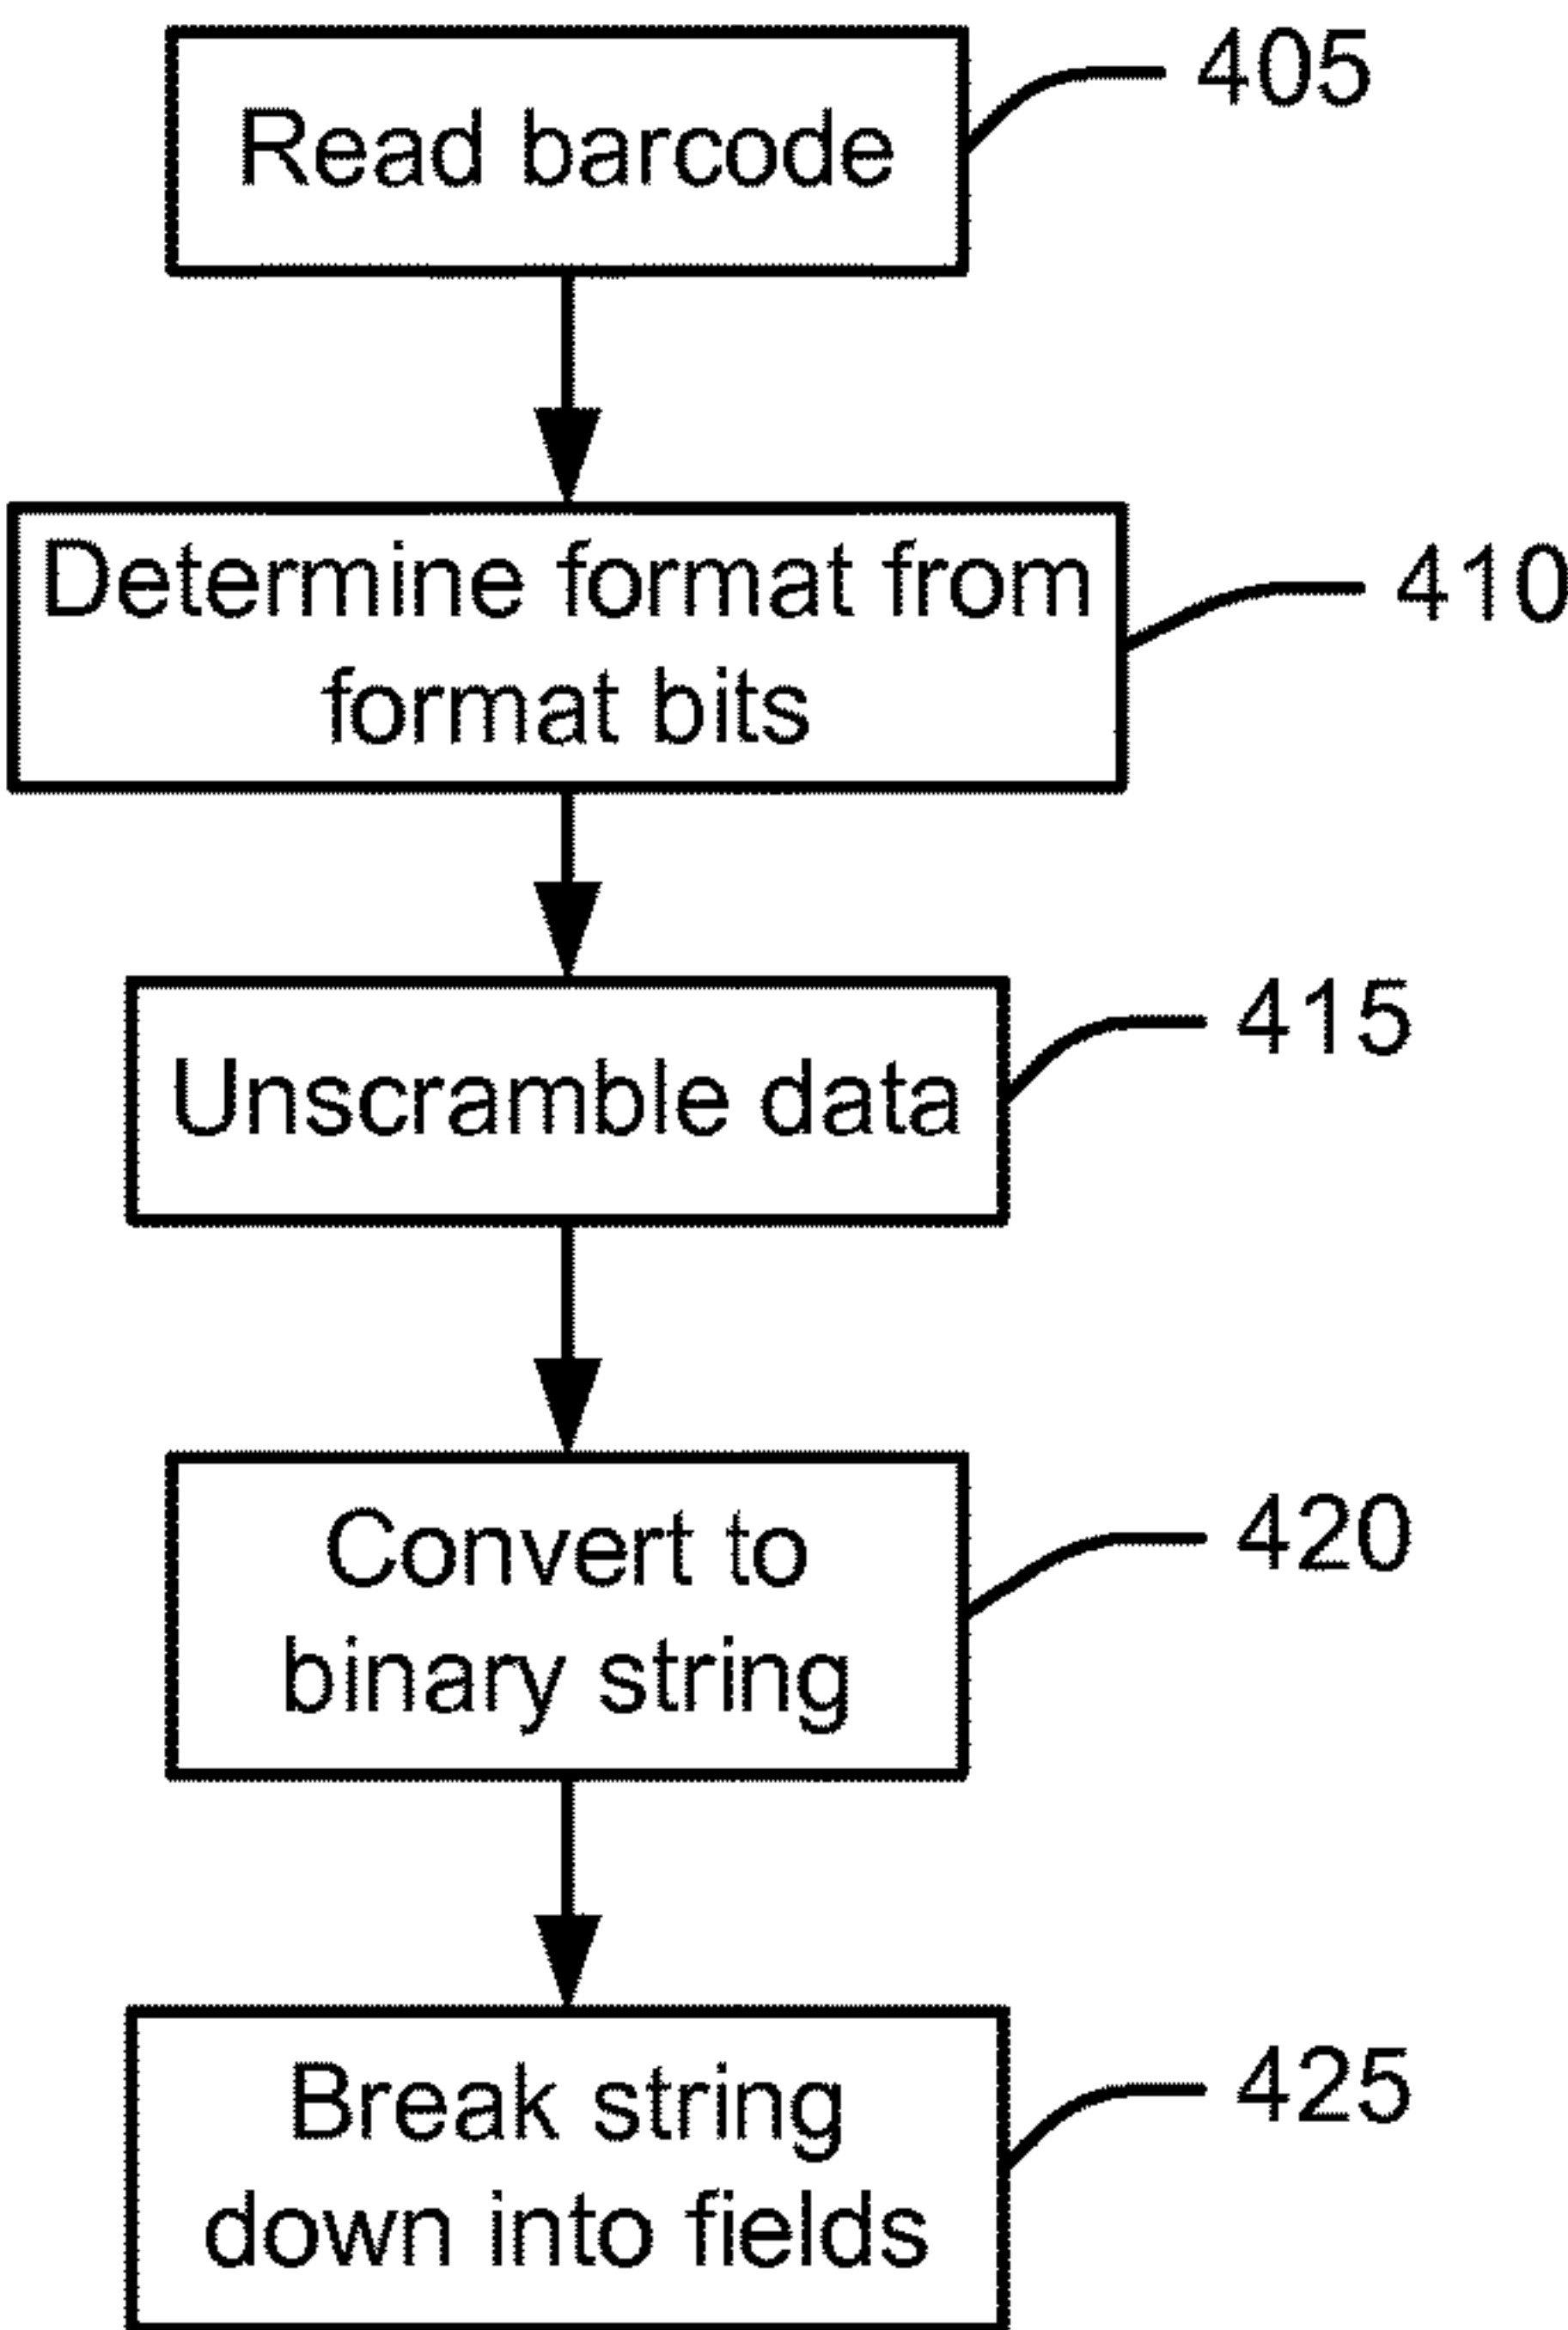 Read barcode
405
Determine format from
format bits
410
Unscramble data
415
Convert to
binary string
420
Break string
down into fields
425